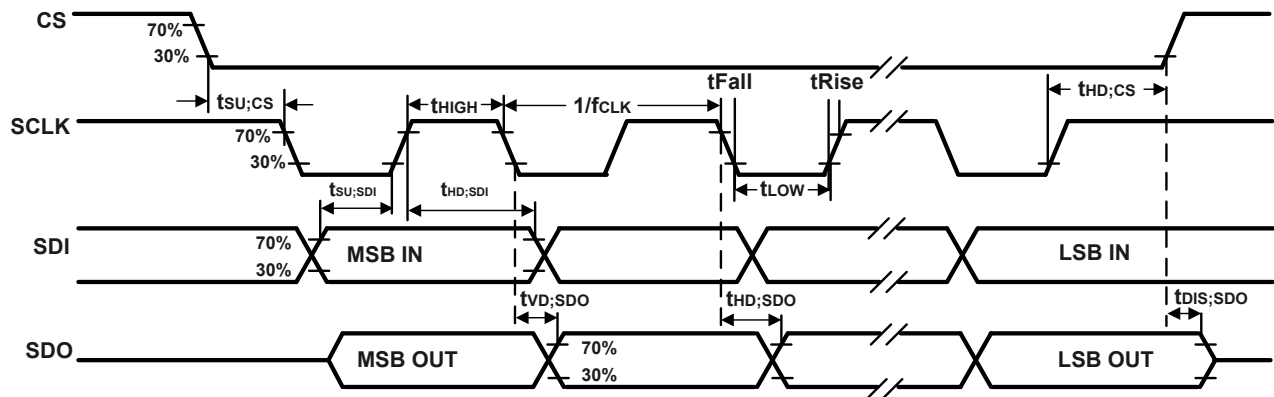 CS
70%
30%
tFall
tRise
tSU;CS
tHIGH
1/fCLK
tHD;CS
SCLK
70%
30%
tSU;SDI
tHD;SDI
tLOW
SDI
70%
30%
MSB IN
LSB IN
tVD;SDO
tHD;SDO
tDIS;SDO
SDO
MSB OUT
70%
30%
LSB OUT